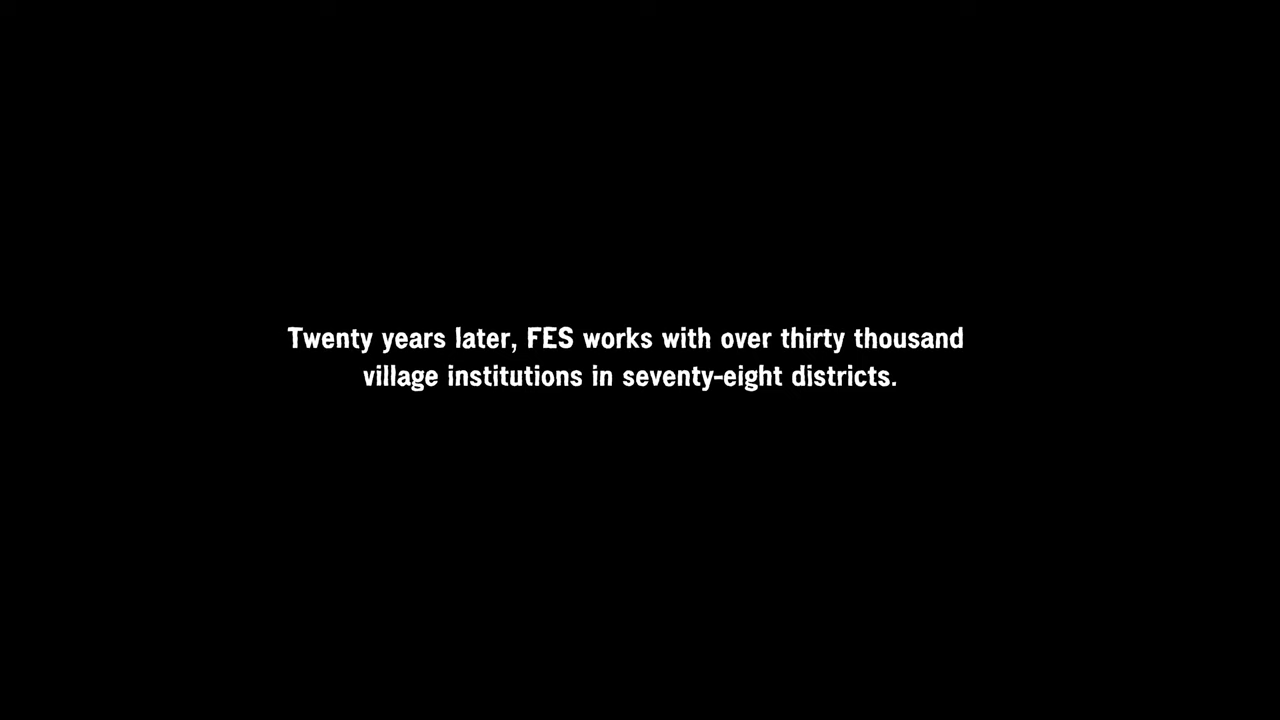 Twenty years later, FES works with over thirty thousand
village institutions in seventy-eight districts.